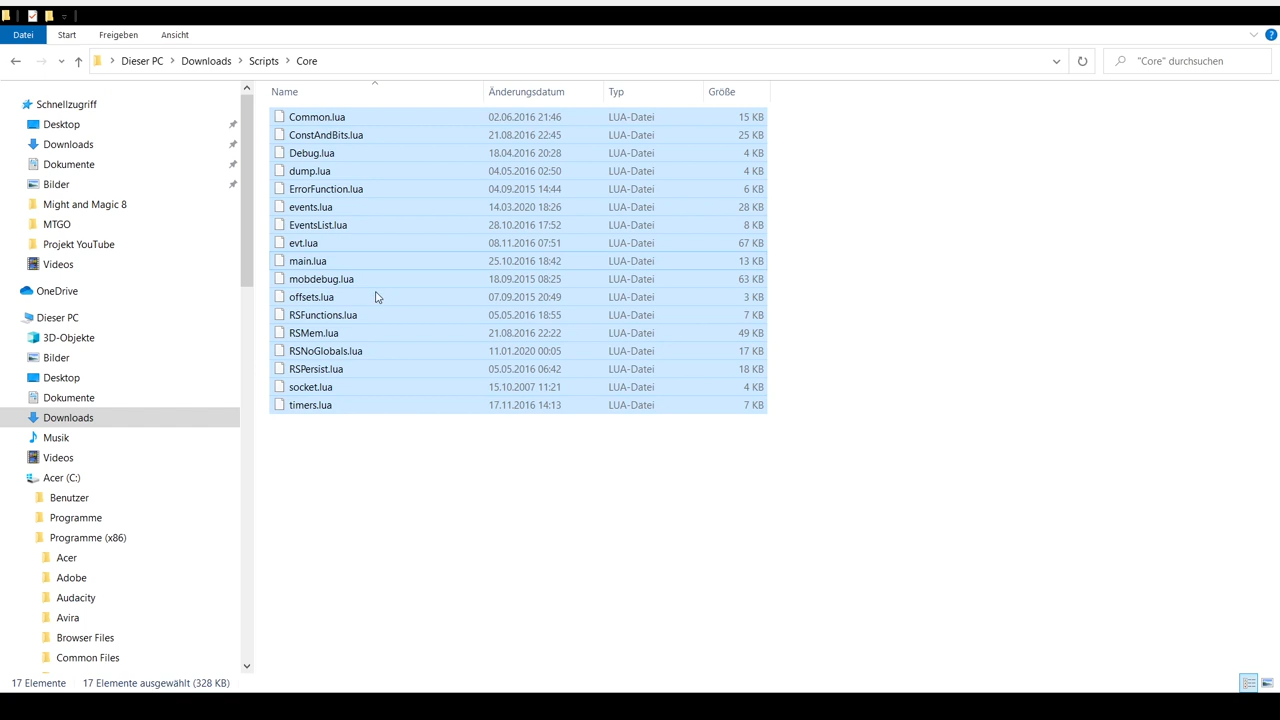 Datei Start Freigeben Ansicht
Dieser PC Downloads Scripts Core "Core" durchsuchen
Name Änderungsdatum Typ Größe
Schnellzugriff
Desktop
Downloads
Dokumente
Bilder
Might and Magic 8
MTGO
Projekt YouTube
Videos
OneDrive
Dieser PC
3D-Objekte
Bilder
Desktop
Dokumente
Downloads
Musik
Videos
Acer (C:)
Benutzer
Programme
Programme (x86)
Acer
Adobe
Audacity
Avira
Browser Files
Common Files
Common.lua 02.06.2016 21:46 LUA-Datei 15 KB
ConstAndBits.lua 21.08.2016 22:45 LUA-Datei 25 KB
Debug.lua 18.04.2016 20:28 LUA-Datei 4 KB
dump.lua 04.05.2016 02:50 LUA-Datei 4 KB
ErrorFunction.lua 04.09.2015 14:44 LUA-Datei 6 KB
events.lua 14.03.2020 18:26 LUA-Datei 28 KB
EventsList.lua 28.10.2016 17:52 LUA-Datei 8 KB
evt.lua 08.11.2016 07:51 LUA-Datei 67 KB
main.lua 25.10.2016 18:42 LUA-Datei 13 KB
mobdebug.lua 18.09.2015 08:25 LUA-Datei 63 KB
offsets.lua 07.09.2015 20:49 LUA-Datei 3 KB
RSFunctions.lua 05.05.2016 18:55 LUA-Datei 7 KB
RSMem.lua 21.08.2016 22:22 LUA-Datei 49 KB
RSNoGlobals.lua 11.01.2020 00:05 LUA-Datei 17 KB
RSPersist.lua 05.05.2016 06:42 LUA-Datei 18 KB
socket.lua 15.10.2007 11:21 LUA-Datei 4 KB
timers.lua 17.11.2016 14:13 LUA-Datei 7 KB
17 Elemente 17 Elemente ausgewählt (328 KB)